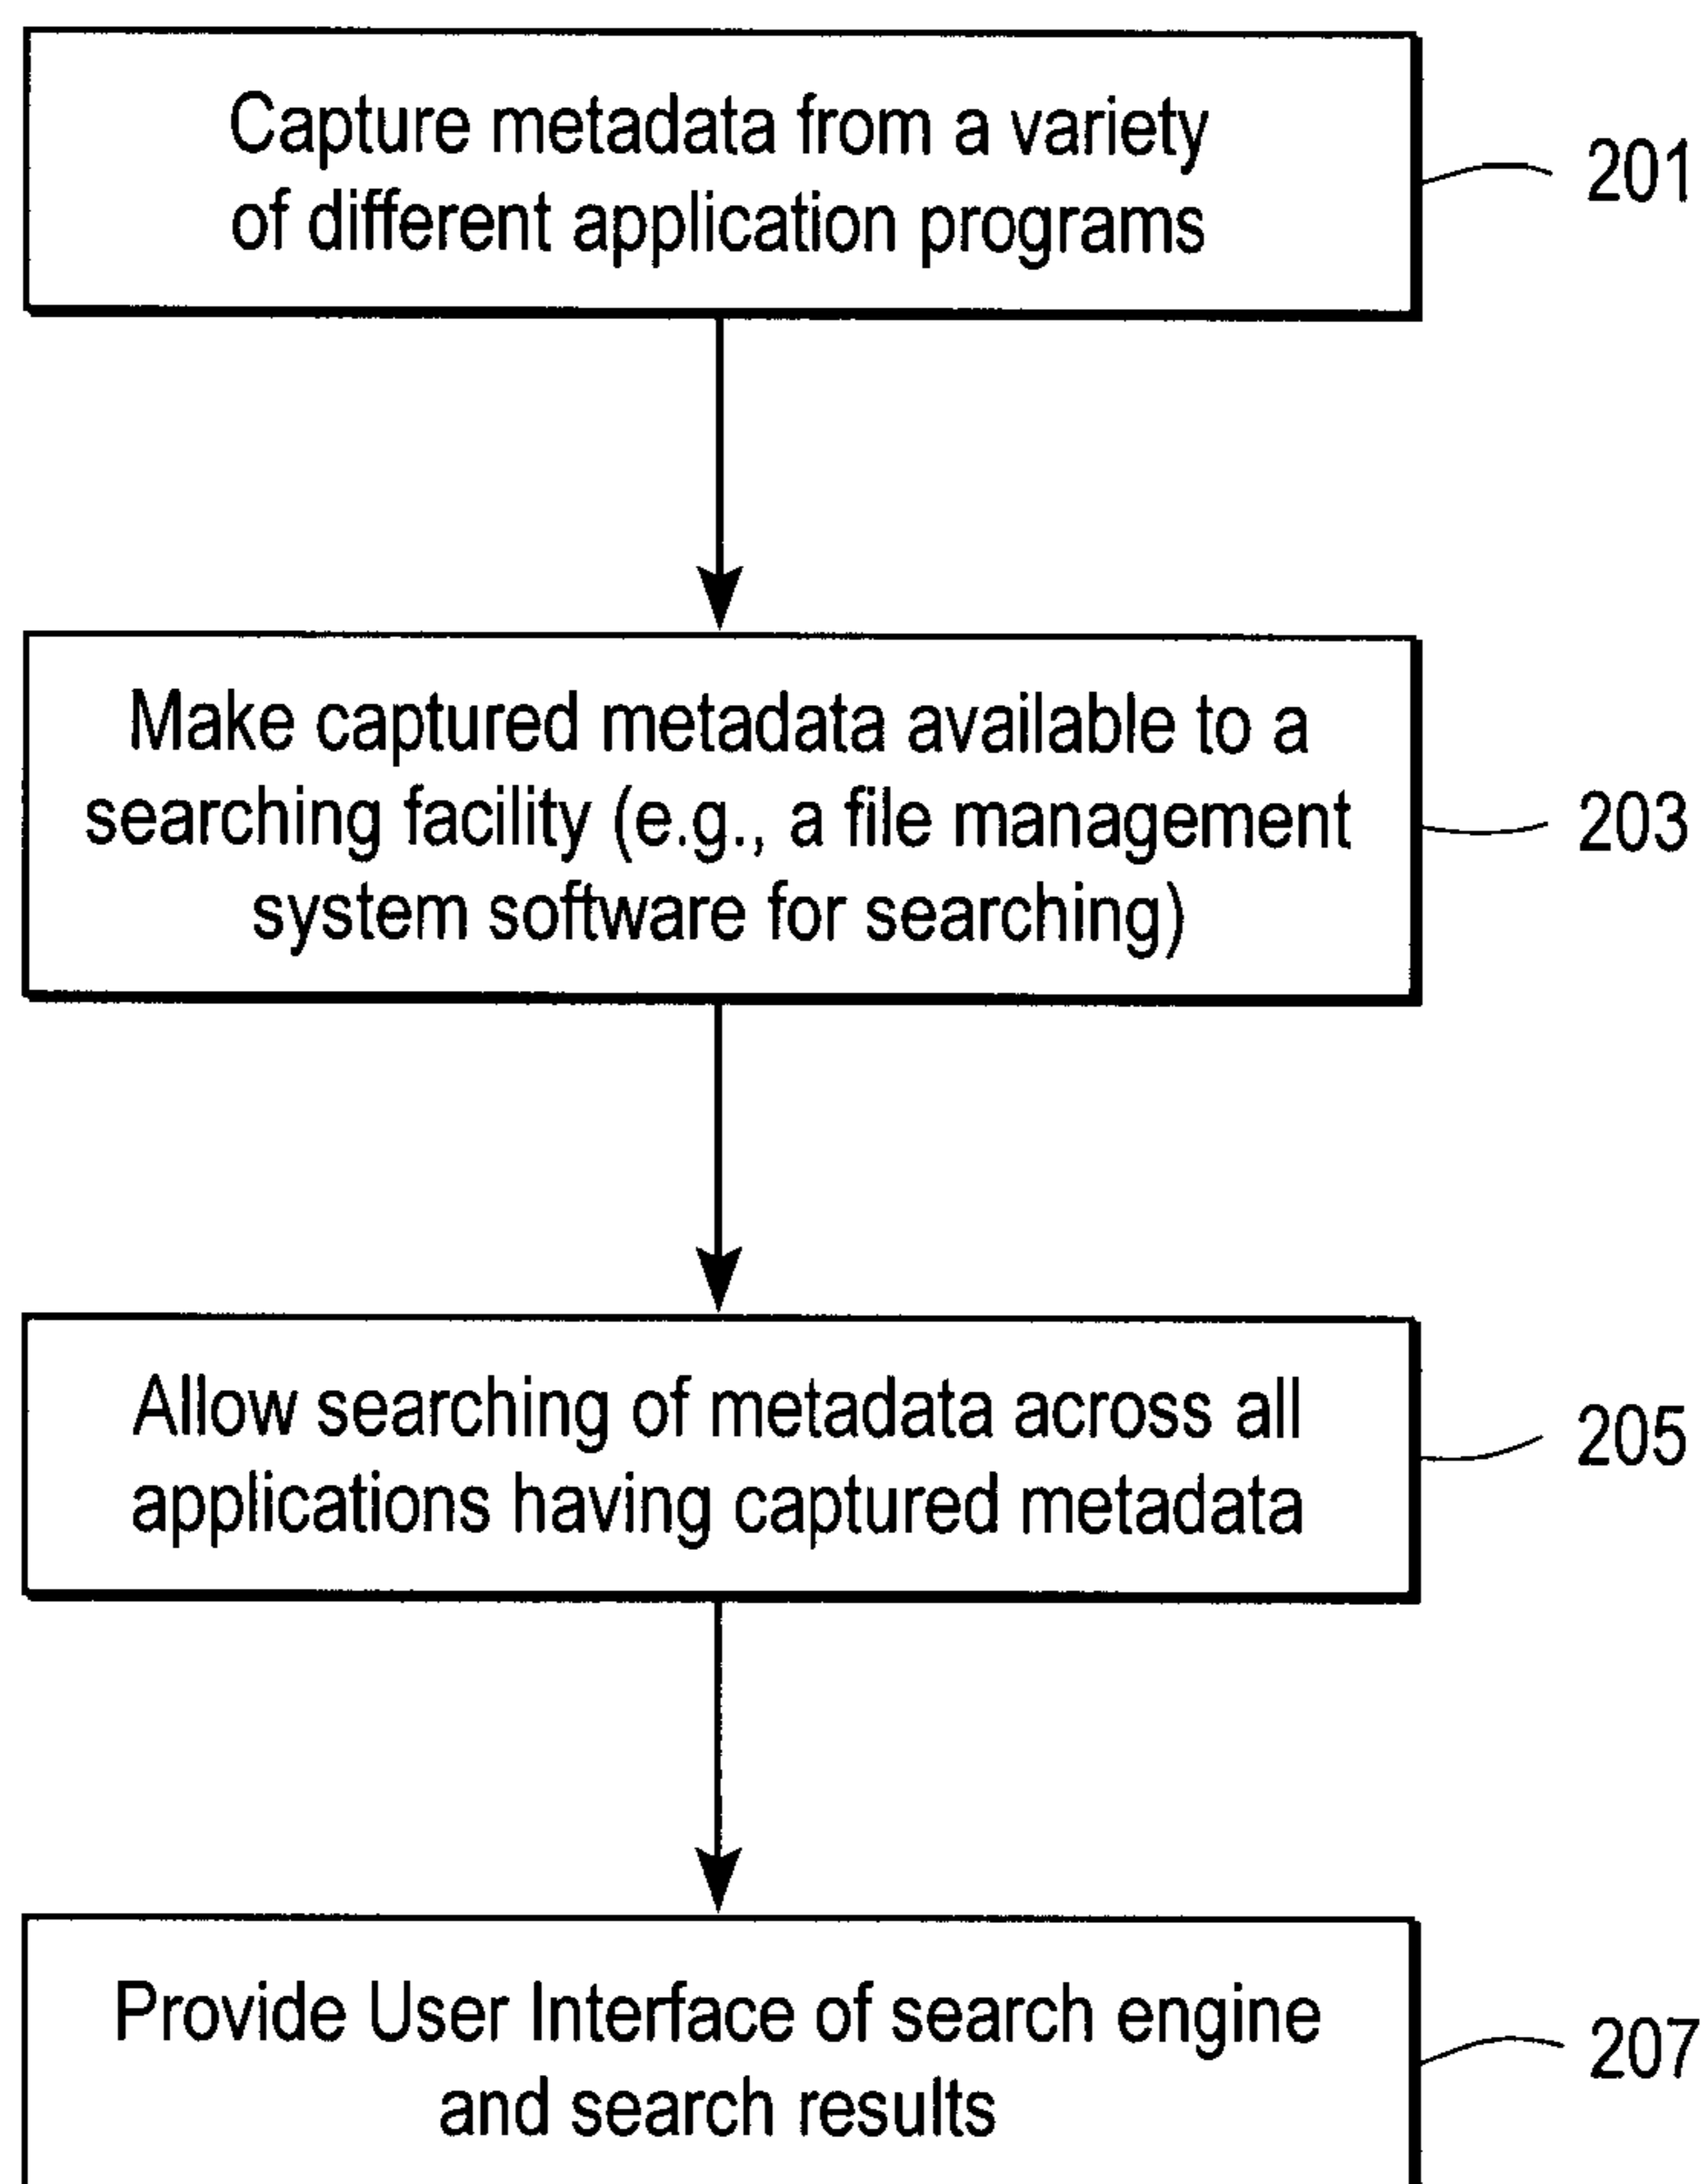 Capture metadata from a variety
of different application programs
201
Make captured metadata available to a
searching facility (e.g., a file management
system software for searching)
203
Allow searching of metadata across all
applications having captured metadata
205
Provide User Interface of search engine
and search results
207